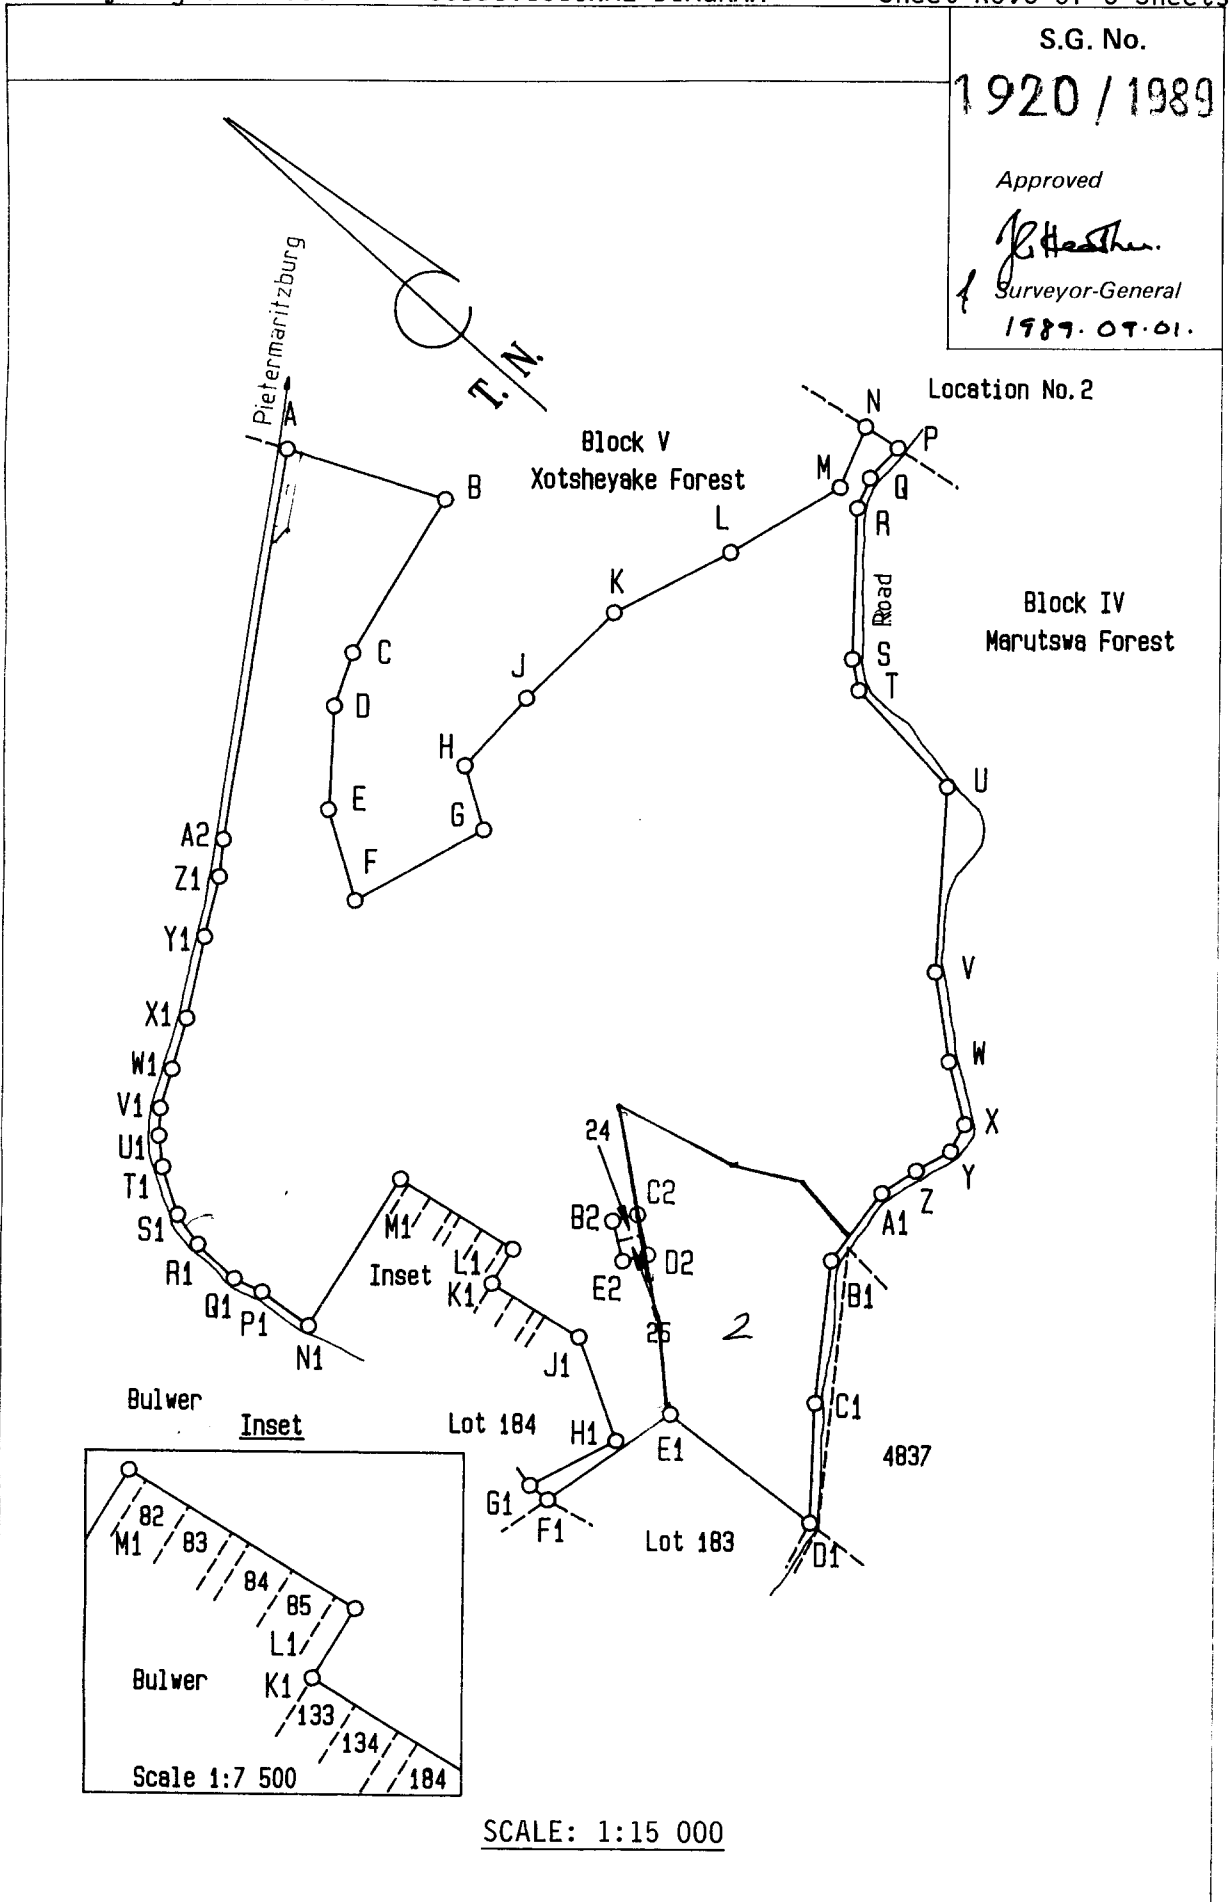 S.G. No.
1920 / 1989
Approved
Surveyor-General
1989.09.01.
Pietermaritzburg
T. N.
Location No. 2
Block V
Xotsheyake Forest
Block IV
Marutswa Forest
Road
A
B
C
D
E
F
G
H
J
K
L
M
N
P
Q
R
S
T
U
V
W
X
Y
Z
A1
B1
C1
D1
E1
F1
G1
H1
J1
K1
L1
M1
N1
P1
Q1
R1
S1
T1
U1
V1
W1
X1
Y1
Z1
A2
24
B2
C2
D2
E2
2
Inset
Bulwer
Lot 184
4837
Lot 183
Inset
82
83
84
85
M1
L1
K1
Bulwer
133
134
184
Scale 1:7 500
SCALE: 1:15 000